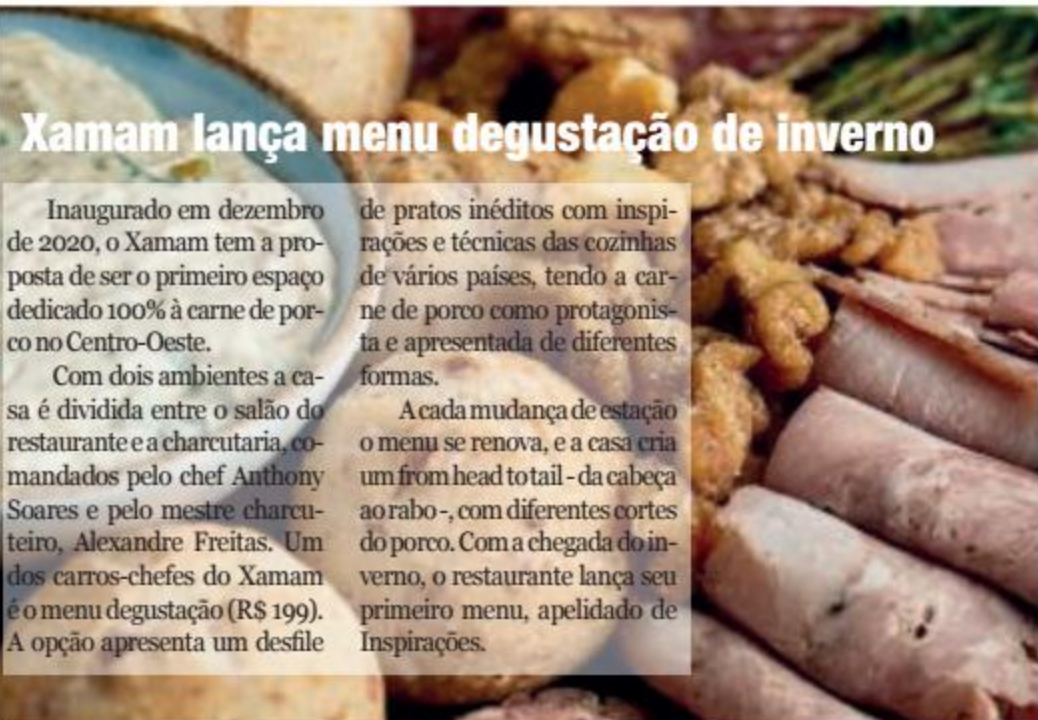 Xamam lança menu degustação de inverno
Inaugurado em dezembro
de 2020, o Xamam tem a pro-
posta de ser o primeiro espaço
dedicado 100% à carne de por-
co no Centro-Oeste.
Com dois ambientes a ca-
sa é dividida entre o salão do
restaurante e a charcutaria, co-
mandados pelo chef Anthony
Soares e pelo mestre charcu-
teiro, Alexandre Freitas. Um
dos carros-chefes do Xamam
é o menu degustação (R$ 199).
A opção apresenta um desfile
de pratos inéditos com inspi-
rações e técnicas das cozinhas
de vários países, tendo a car-
ne de porco como protagonis-
ta e apresentada de diferentes
formas.
A cada mudança de estação
o menu se renova, e a casa cria
um from head to tail - da cabeça
ao rabo -, com diferentes cortes
do porco. Com a chegada do in-
verno, o restaurante lança seu
primeiro menu, apelidado de
Inspirações.